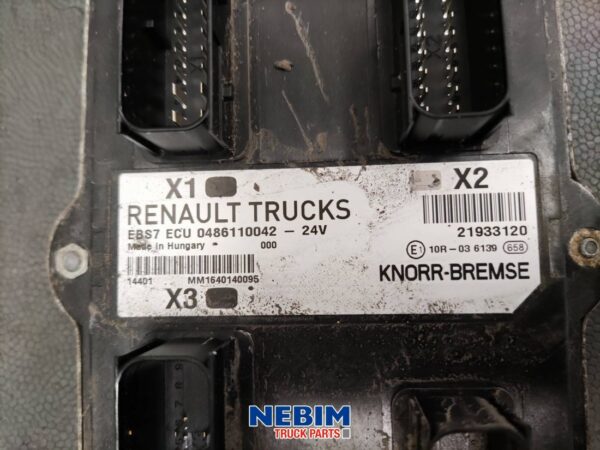 X1
X2
RENAULT TRUCKS
EBS7 ECU 0486110042 – 24V
21933120
Made in Hungary
000
E1 10R-03 6139 658
KNORR-BREMSE
14401
MM1640140095
X3
NEBIM
TRUCK PARTS